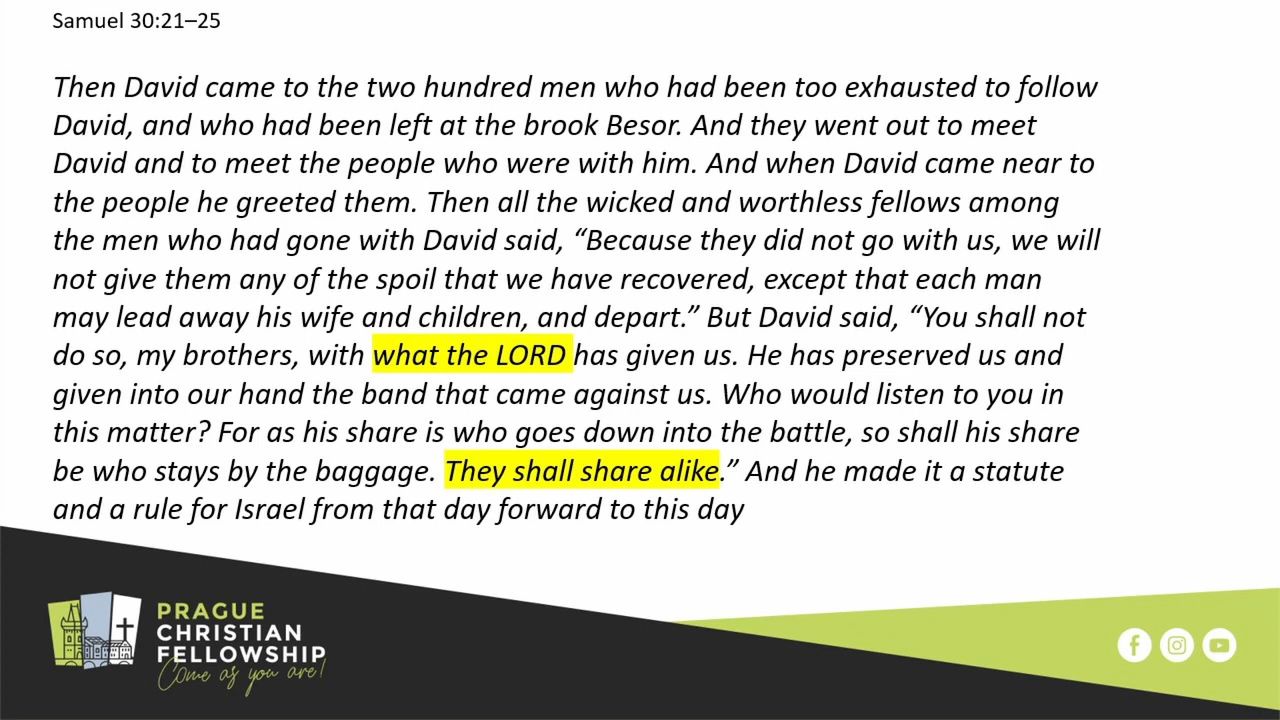 Samuel 30:21–25
Then David came to the two hundred men who had been too exhausted to follow
David, and who had been left at the brook Besor. And they went out to meet
David and to meet the people who were with him. And when David came near to
the people he greeted them. Then all the wicked and worthless fellows among
the men who had gone with David said, “Because they did not go with us, we will
not give them any of the spoil that we have recovered, except that each man
may lead away his wife and children, and depart.” But David said, “You shall not
do so, my brothers, with what the LORD has given us. He has preserved us and
given into our hand the band that came against us. Who would listen to you in
this matter? For as his share is who goes down into the battle, so shall his share
be who stays by the baggage. They shall share alike.” And he made it a statute
and a rule for Israel from that day forward to this day
PRAGUE
CHRISTIAN
FELLOWSHIP
Come as you are!